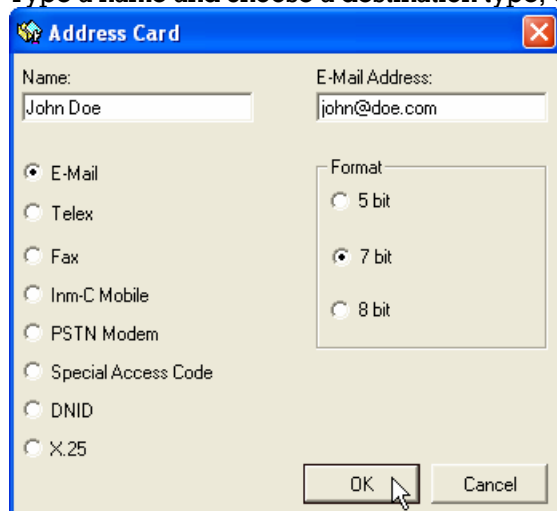 Type a name and choose a destination type,
Address Card
Name:
E-Mail Address:
John Doe
john@doe.com
E-Mail
Telex
Fax
Inm-C Mobile
PSTN Modem
Special Access Code
DNID
X.25
Format
5 bit
7 bit
8 bit
OK
Cancel